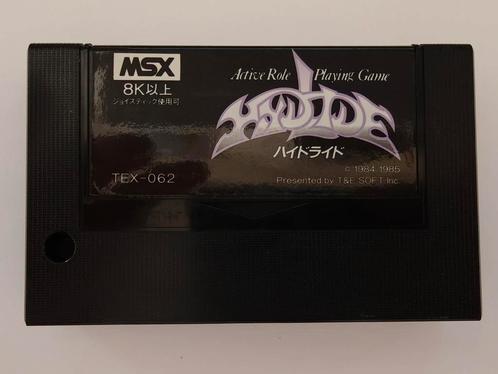 MSX
8K以上
ジョイスティック使用可
Active Role Playing Game
HYDLIDE
ハイドライド
© 1984.1985
TEX-062
Presented by T&E SOFT Inc.